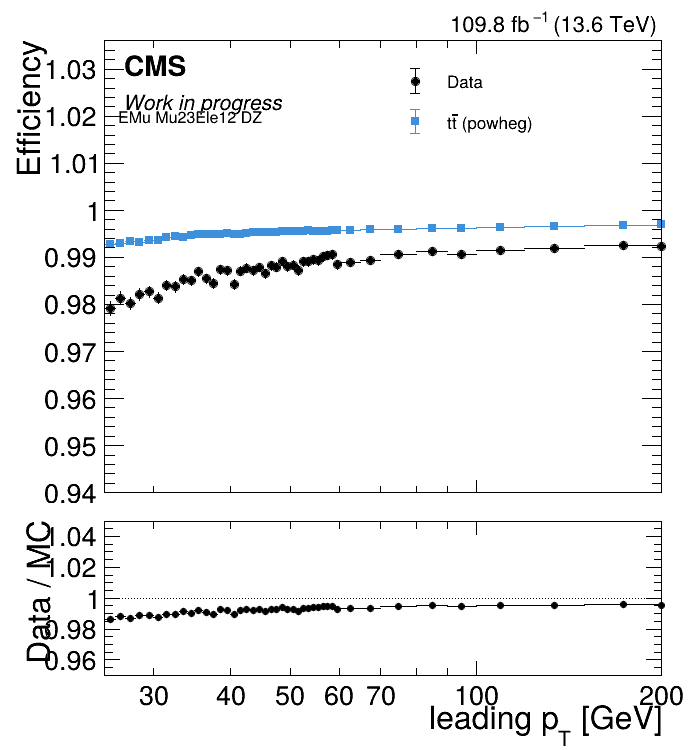 109.8 fb⁻¹ (13.6 TeV)
Efficiency
1.03
1.02
1.01
1
0.99
0.98
0.97
0.96
0.95
0.94
CMS
Work in progress
EMu Mu23Ele12 DZ
Data
tt̄ (powheg)
Data / MC
1.04
1.02
1
0.98
0.96
30 40 50 60 70 100 200
leading p_T [GeV]